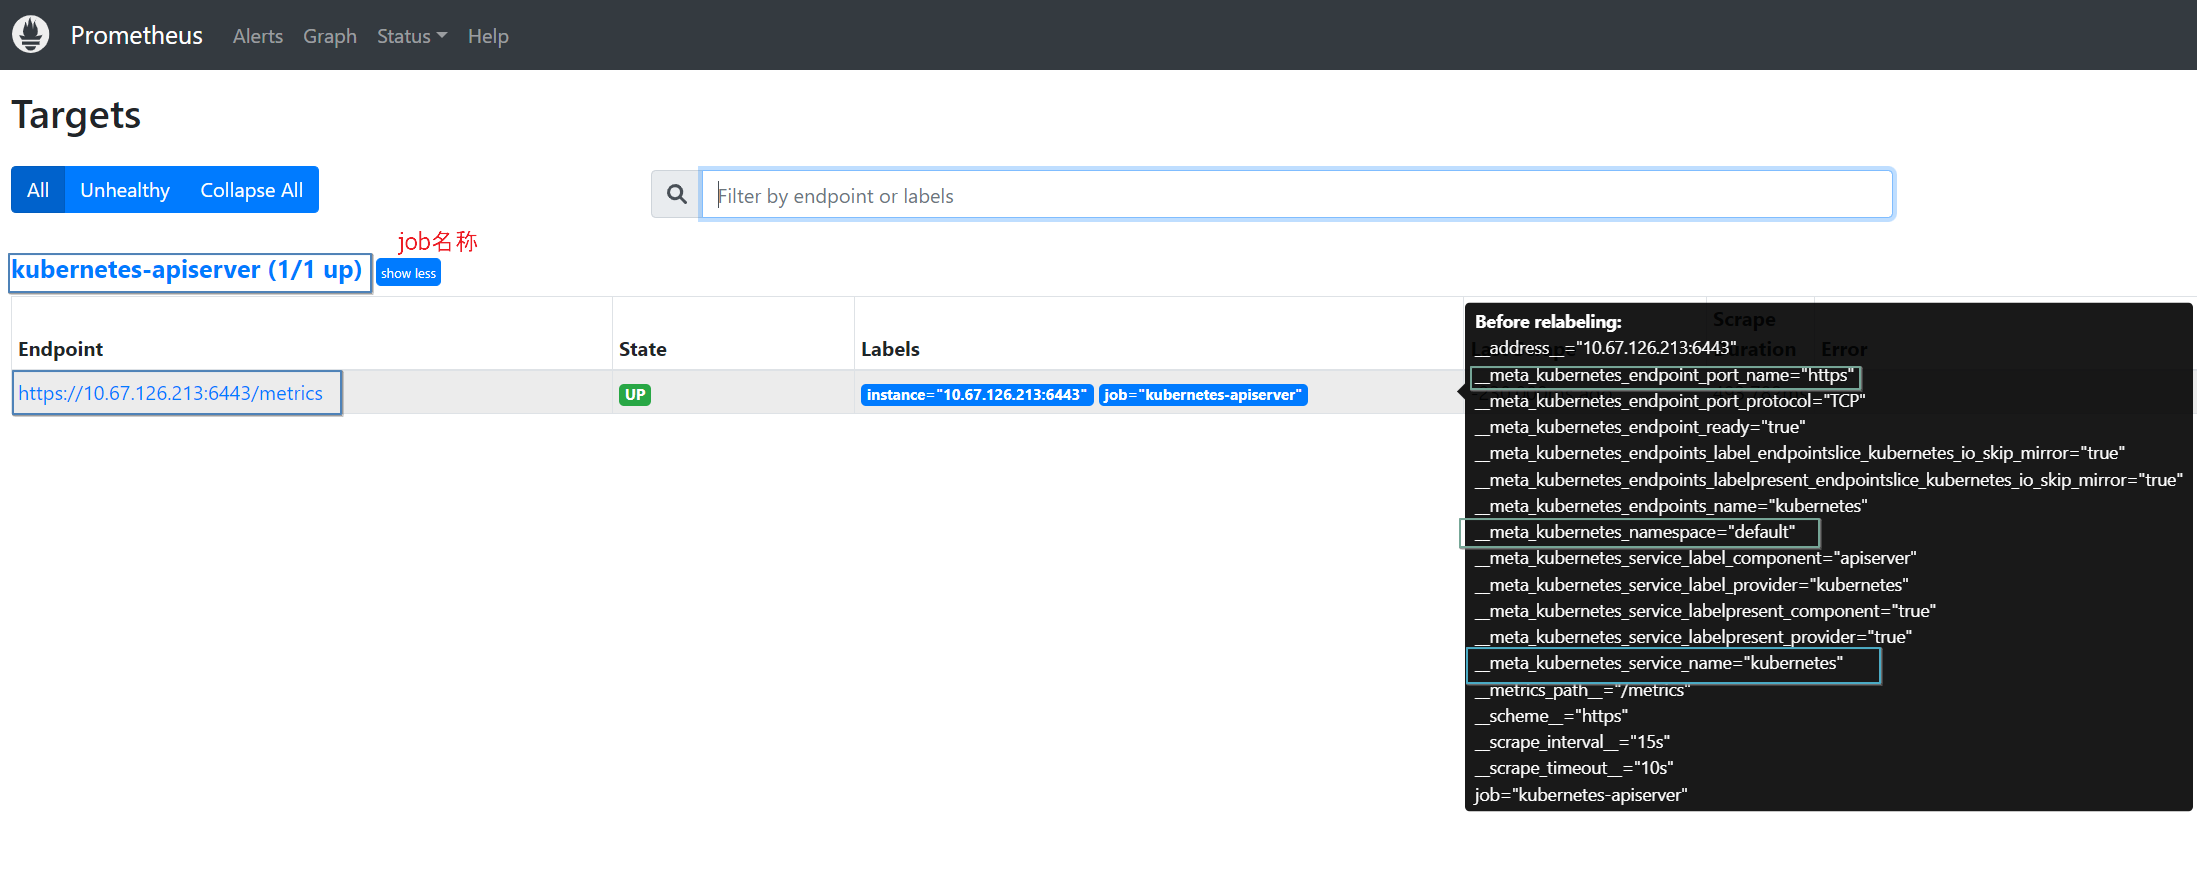 Prometheus Alerts Graph Status Help
Targets
All Unhealthy Collapse All
Filter by endpoint or labels
job名称
kubernetes-apiserver (1/1 up) show less
Endpoint State Labels Scrape Duration Error
https://10.67.126.213:6443/metrics UP instance="10.67.126.213:6443" job="kubernetes-apiserver"
Before relabeling:
__address__="10.67.126.213:6443"
__meta_kubernetes_endpoint_port_name="https"
__meta_kubernetes_endpoint_port_protocol="TCP"
__meta_kubernetes_endpoint_ready="true"
__meta_kubernetes_endpoints_label_endpointslice_kubernetes_io_skip_mirror="true"
__meta_kubernetes_endpoints_labelpresent_endpointslice_kubernetes_io_skip_mirror="true"
__meta_kubernetes_endpoints_name="kubernetes"
__meta_kubernetes_namespace="default"
__meta_kubernetes_service_label_component="apiserver"
__meta_kubernetes_service_label_provider="kubernetes"
__meta_kubernetes_service_labelpresent_component="true"
__meta_kubernetes_service_labelpresent_provider="true"
__meta_kubernetes_service_name="kubernetes"
__metrics_path__="/metrics"
__scheme__="https"
__scrape_interval__="15s"
__scrape_timeout__="10s"
job="kubernetes-apiserver"